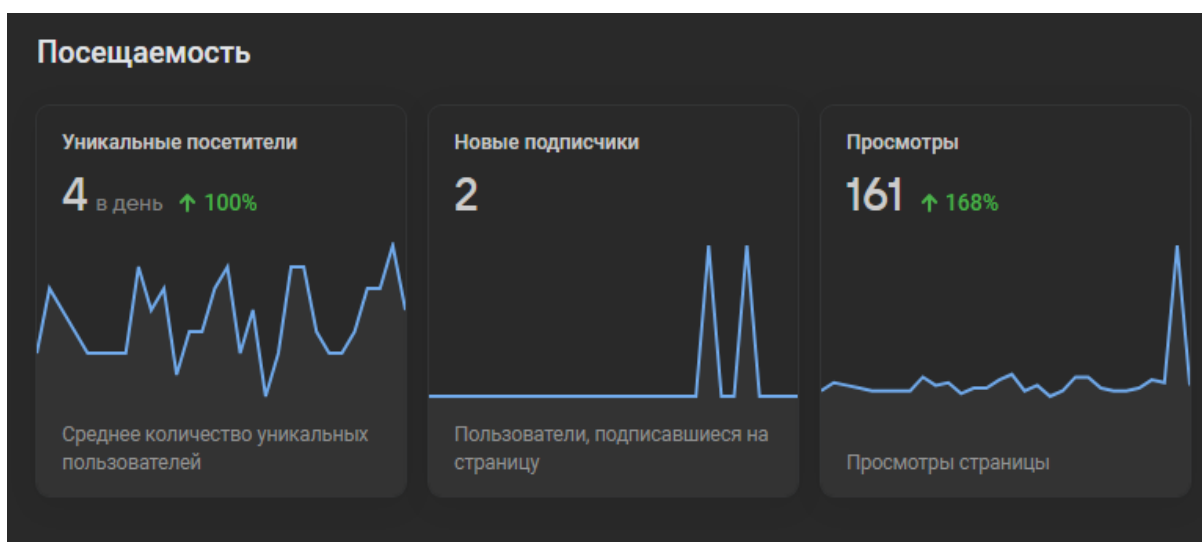 Посещаемость
Уникальные посетители
4 в день ↑ 100%
Среднее количество уникальных
пользователей
Новые подписчики
2
Пользователи, подписавшиеся на
страницу
Просмотры
161 ↑ 168%
Просмотры страницы